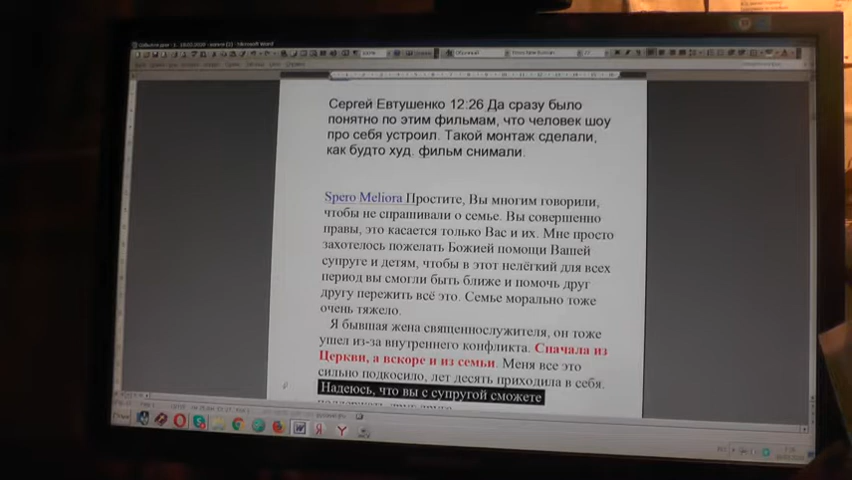 Сергей Евтушенко 12:26 Да сразу было
понятно по этим фильмам, что человек шоу
про себя устроил. Такой монтаж сделали,
как будто худ. фильм снимали.
Spero Meliora Простите, Вы многим говорили,
чтобы не спрашивали о семье. Вы совершенно
правы, это касается только Вас и их. Мне просто
захотелось пожелать Божией помощи Вашей
супруге и детям, чтобы в этот нелёгкий для всех
период вы смогли быть ближе и помочь друг
другу пережить всё это. Семье морально тоже
очень тяжело.
Я бывшая жена священнослужителя, он тоже
ушел из-за внутреннего конфликта. Сначала из
Церкви, а вскоре и из семьи. Меня все это
сильно подкосило, лет десять приходила в себя.
Надеюсь, что вы с супругой сможете